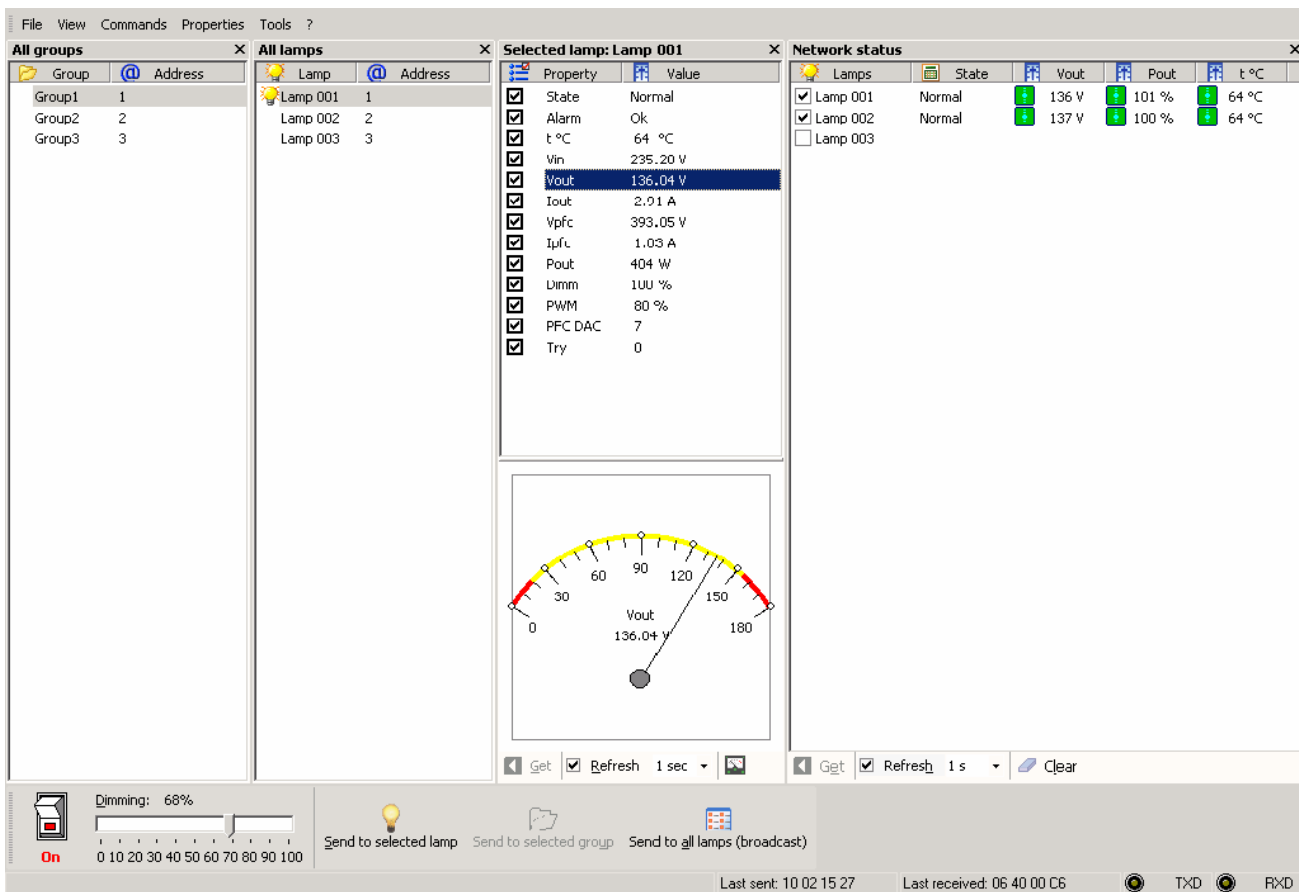 File View Commands Properties Tools ?
All groups
Group Address
Group1 1
Group2 2
Group3 3
All lamps
Lamp Address
Lamp 001 1
Lamp 002 2
Lamp 003 3
Selected lamp: Lamp 001
Property Value
State Normal
Alarm Ok
t °C 64 °C
Vin 235.20 V
Vout 136.04 V
Iout 2.91 A
Vpfc 393.05 V
Ipfc 1.03 A
Pout 404 W
Dimm 100 %
PWM 80 %
PFC DAC 7
Try 0
0 30 60 90 120 150 180
Vout
136.04 V
Get Refresh 1 sec
Network status
Lamps State Vout Pout t °C
Lamp 001 Normal 136 V 101 % 64 °C
Lamp 002 Normal 137 V 100 % 64 °C
Lamp 003
Get Refresh 1 s Clear
On
Dimming: 68%
0 10 20 30 40 50 60 70 80 90 100
Send to selected lamp
Send to selected group
Send to all lamps (broadcast)
Last sent: 10 02 15 27 Last received: 06 40 00 C6 TXD RXD